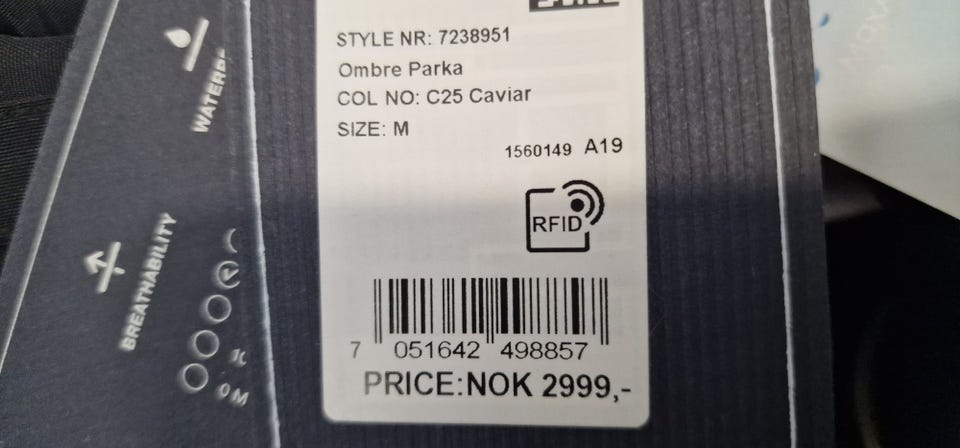 STYLE NR: 7238951
Ombre Parka
COL NO: C25 Caviar
SIZE: M
1560149 A19
RFID
7 051642 498857
PRICE:NOK 2999,-
BREATHABILITY